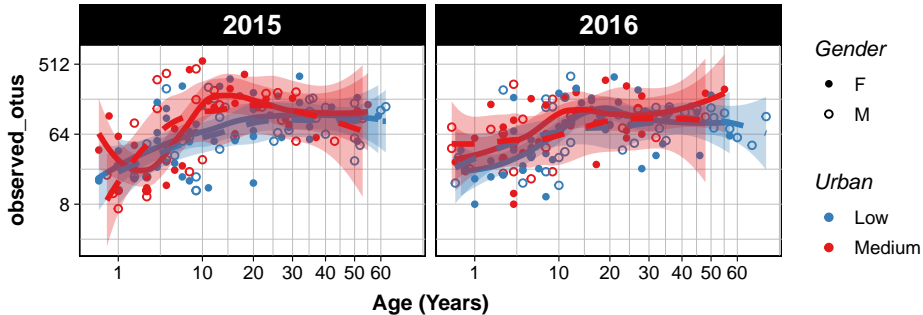 2015 2016
observed_otus
512
64
8
1 10 20 30 40 50 60
1 10 20 30 40 50 60
Age (Years)
Gender
F
M
Urban
Low
Medium